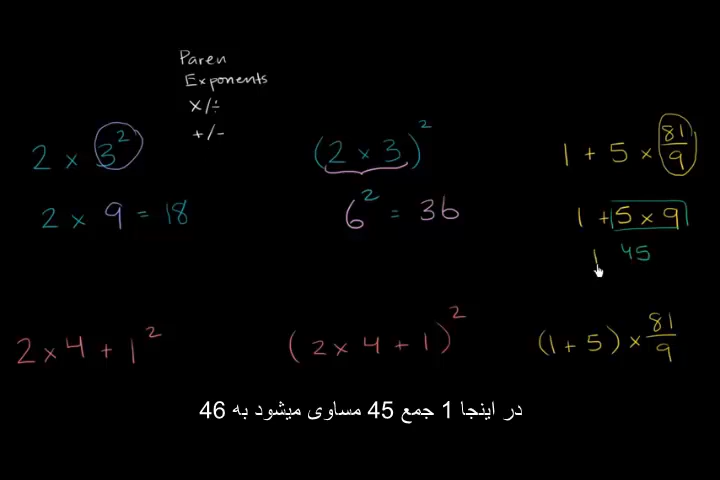 Paren
Exponents
×/÷
+/-
2 × 3²
2 × 9 = 18
(2 × 3)²
6² = 36
1 + 5 × 81/9
1 + 5 × 9
1 45
2 × 4 + 1²
(2 × 4 + 1)²
(1 + 5) × 81/9
در اینجا 1 جمع 45 مساوی میشود به 46